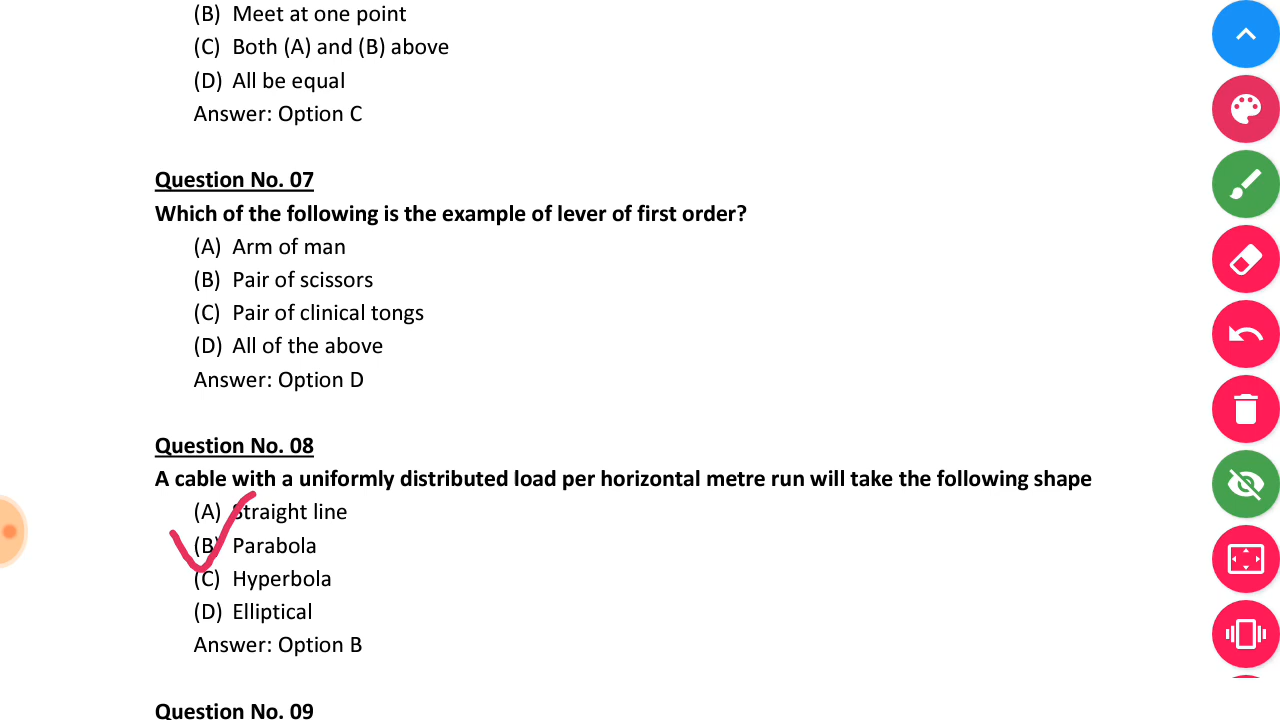 (B) Meet at one point
(C) Both (A) and (B) above
(D) All be equal
Answer: Option C
Question No. 07
Which of the following is the example of lever of first order?
(A) Arm of man
(B) Pair of scissors
(C) Pair of clinical tongs
(D) All of the above
Answer: Option D
Question No. 08
A cable with a uniformly distributed load per horizontal metre run will take the following shape
(A) Straight line
(B) Parabola
(C) Hyperbola
(D) Elliptical
Answer: Option B
Question No. 09